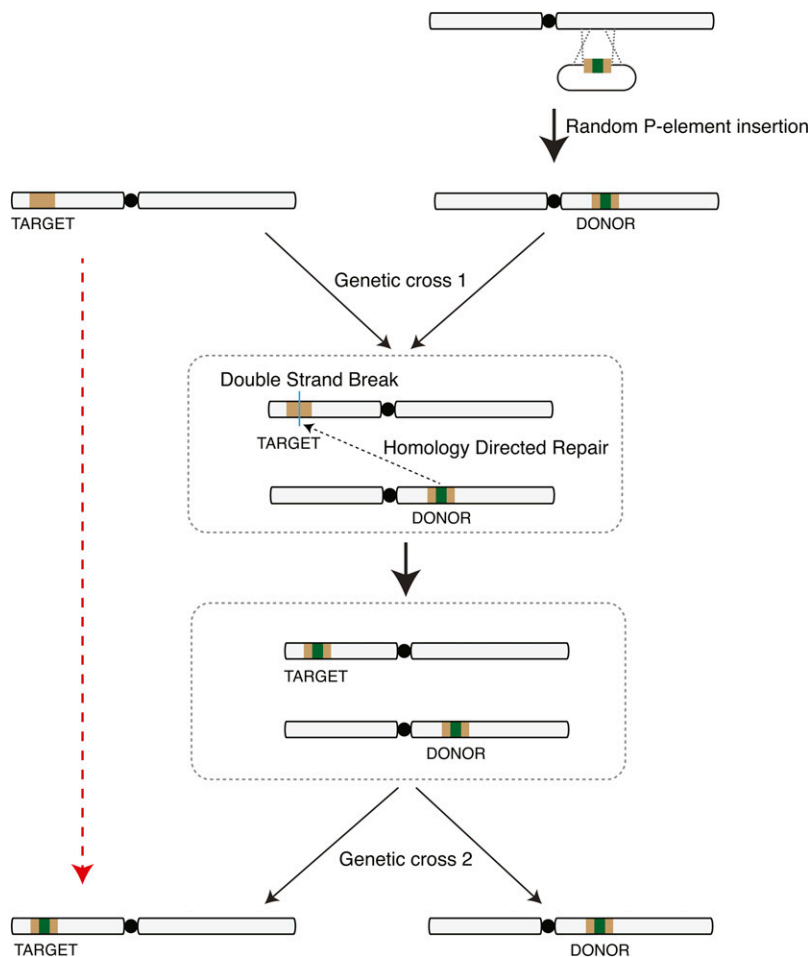 Random P-element insertion
TARGET
DONOR
Genetic cross 1
Double Strand Break
TARGET
Homology Directed Repair
DONOR
TARGET
DONOR
Genetic cross 2
TARGET
DONOR